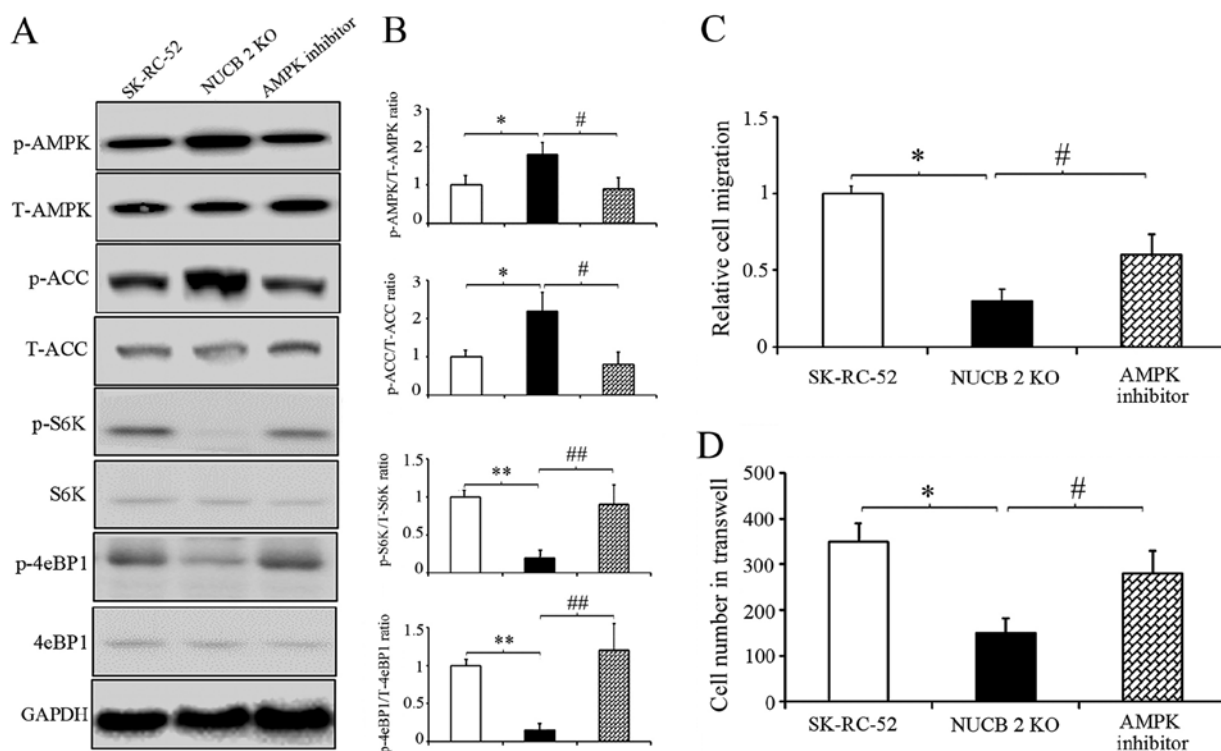 A
SK-RC-52
NUCB 2 KO
AMPK inhibitor
p-AMPK
T-AMPK
p-ACC
T-ACC
p-S6K
S6K
p-4eBP1
4eBP1
GAPDH
B
p-AMPK/T-AMPK ratio
3
2
1
0
*
#
p-ACC/T-ACC ratio
3
2
1
0
*
#
p-S6K/T-S6K ratio
1.5
1
0.5
0
**
##
p-4eBP1/T-4eBP1 ratio
1.5
1
0.5
0
**
##
C
Relative cell migration
1.5
1
0.5
0
*
#
SK-RC-52
NUCB 2 KO
AMPK
inhibitor
D
Cell number in transwell
500
400
300
200
100
0
*
#
SK-RC-52
NUCB 2 KO
AMPK
inhibitor